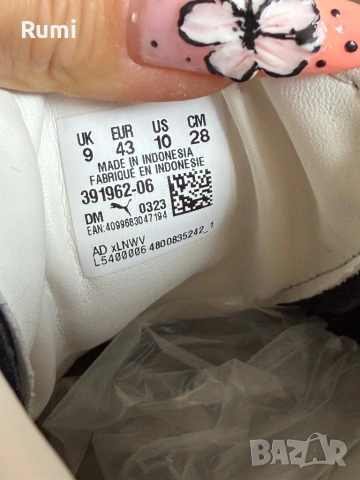 Rumi
UK EUR US CM
9 43 10 28
MADE IN INDONESIA
FABRIQUÉ EN INDONESIE
391962-06
DM 0323
EAN:4099683047194
AD xLNWV
L5400006 4800835242_1
BAZAR